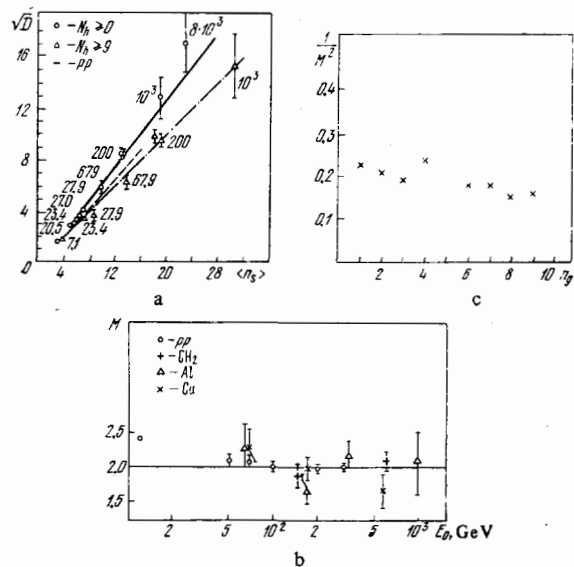 √D
o – N_h ⩾ 0
△ – N_h ⩾ 9
-- – pp
16
12
8
4
0
8·10³
10³
10³
200
200
67.9
67.9
27.9
27.0
27.9
23.4
23.4
20.5
7.1
4
12
20
28
<n_s>
a
1
M²
0.4
0.3
0.2
0.1
2
4
6
8
10
n_g
c
M
o – pp
+ – CH₂
△ – Al
× – Cu
2.5
2.0
1.5
2
5
10²
2
5
10³
E₀, GeV
b